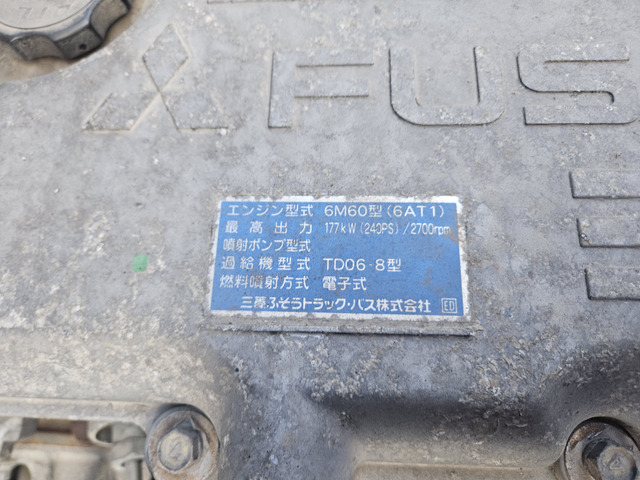 FUS
エンジン型式 6M60型(6AT1)
最高出力 177kW(240PS)/2700rpm
噴射ポンプ型式
過給機型式 TD06-8型
燃料噴射方式 電子式
三菱ふそうトラック・バス株式会社 ED